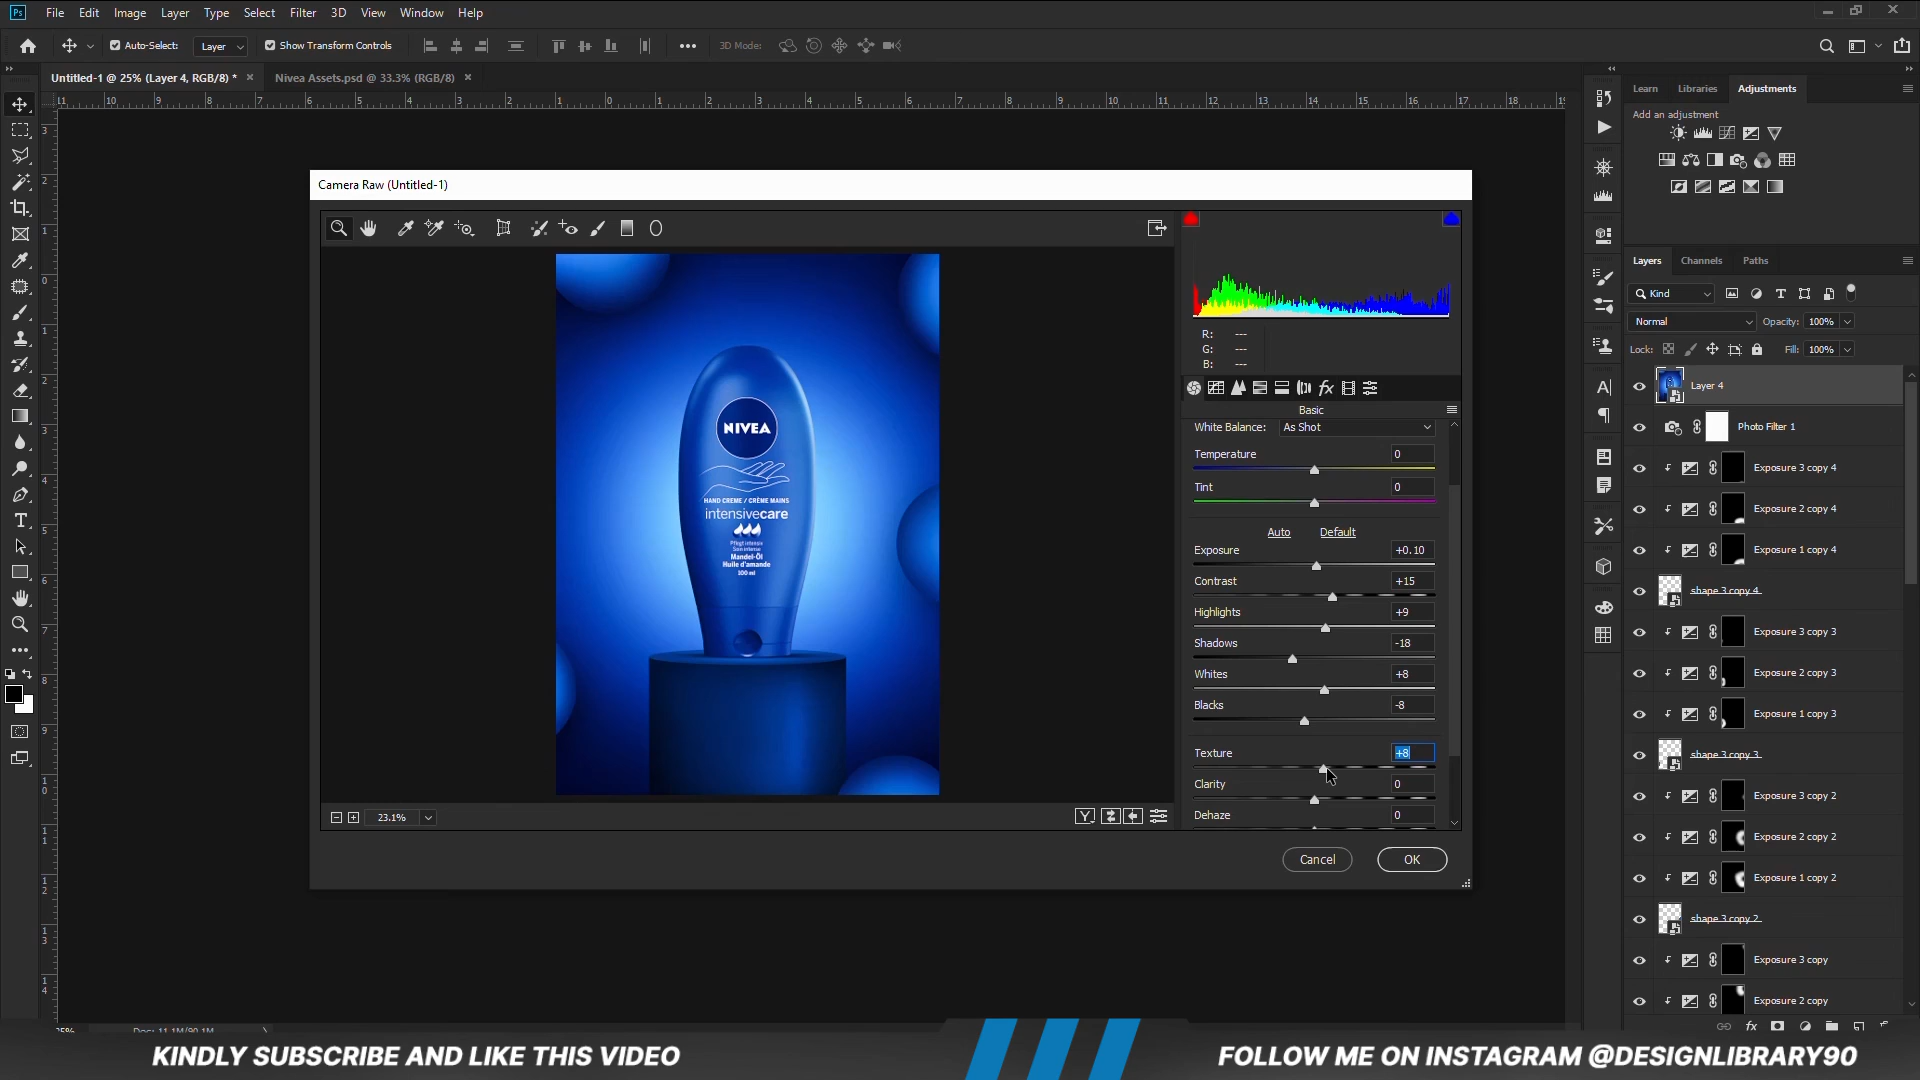 Ps File Edit Image Layer Type Select Filter 3D View Window Help
Auto-Select: Layer Show Transform Controls 3D Mode:
Untitled-1 @ 25% (Layer 4, RGB/8) * × Nivea Assets.psd @ 33.3% (RGB/8) ×
Camera Raw (Untitled-1)
NIVEA
HAND CREME / CRÈME MAINS
intensivecare
Pflegt intensiv
Soin intense
Mandel-Öl
Huile d'amande
100 ml
23.1%
Y
R: ---
G: ---
B: ---
fx
Basic
White Balance: As Shot
Temperature 0
Tint 0
Auto Default
Exposure +0.10
Contrast +15
Highlights +9
Shadows -18
Whites +8
Blacks -8
Texture +8
Clarity 0
Dehaze 0
Cancel OK
Learn Libraries Adjustments
Add an adjustment
Layers Channels Paths
Kind
Normal Opacity: 100%
Lock: Fill: 100%
Layer 4
Photo Filter 1
Exposure 3 copy 4
Exposure 2 copy 4
Exposure 1 copy 4
shape 3 copy 4
Exposure 3 copy 3
Exposure 2 copy 3
Exposure 1 copy 3
shape 3 copy 3
Exposure 3 copy 2
Exposure 2 copy 2
Exposure 1 copy 2
shape 3 copy 2
Exposure 3 copy
Exposure 2 copy
fx
KINDLY SUBSCRIBE AND LIKE THIS VIDEO
FOLLOW ME ON INSTAGRAM @DESIGNLIBRARY90